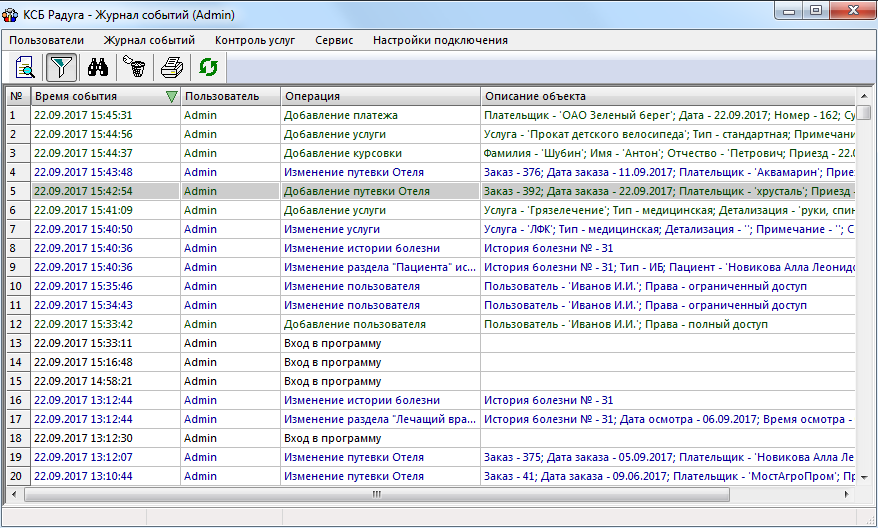 КСБ Радуга - Журнал событий (Admin)
Пользователи Журнал событий Контроль услуг Сервис Настройки подключения
№ Время события Пользователь Операция Описание объекта
1 22.09.2017 15:45:31 Admin Добавление платежа Плательщик - 'ОАО Зеленый берег'; Дата - 22.09.2017; Номер - 162; Су
2 22.09.2017 15:44:56 Admin Добавление услуги Услуга - 'Прокат детского велосипеда'; Тип - стандартная; Примечани
3 22.09.2017 15:44:37 Admin Добавление курсовки Фамилия - 'Шубин'; Имя - 'Антон'; Отчество - 'Петрович'; Приезд - 22.0
4 22.09.2017 15:43:48 Admin Изменение путевки Отеля Заказ - 376; Дата заказа - 11.09.2017; Плательщик - 'Аквамарин'; Прие
5 22.09.2017 15:42:54 Admin Добавление путевки Отеля Заказ - 392; Дата заказа - 22.09.2017; Плательщик - 'хрусталь'; Приезд -
6 22.09.2017 15:41:09 Admin Добавление услуги Услуга - 'Грязелечение'; Тип - медицинская; Детализация - 'руки, спин
7 22.09.2017 15:40:50 Admin Изменение услуги Услуга - 'ЛФК'; Тип - медицинская; Детализация - ''; Примечание - ''; С
8 22.09.2017 15:40:36 Admin Изменение истории болезни История болезни № - 31
9 22.09.2017 15:40:36 Admin Изменение раздела "Пациента" ис... История болезни № - 31; Тип - ИБ; Пациент - 'Новикова Алла Леонидо
10 22.09.2017 15:35:46 Admin Изменение пользователя Пользователь - 'Иванов И.И.'; Права - ограниченный доступ
11 22.09.2017 15:34:43 Admin Изменение пользователя Пользователь - 'Иванов И.И.'; Права - ограниченный доступ
12 22.09.2017 15:33:42 Admin Добавление пользователя Пользователь - 'Иванов И.И.'; Права - полный доступ
13 22.09.2017 15:33:11 Admin Вход в программу
14 22.09.2017 15:16:48 Admin Вход в программу
15 22.09.2017 14:58:21 Admin Вход в программу
16 22.09.2017 13:12:44 Admin Изменение истории болезни История болезни № - 31
17 22.09.2017 13:12:44 Admin Изменение раздела "Лечащий вра... История болезни № - 31; Дата осмотра - 06.09.2017; Время осмотра -
18 22.09.2017 13:12:30 Admin Вход в программу
19 22.09.2017 13:12:07 Admin Изменение путевки Отеля Заказ - 375; Дата заказа - 05.09.2017; Плательщик - 'Новикова Алла Ле
20 22.09.2017 13:10:44 Admin Изменение путевки Отеля Заказ - 41; Дата заказа - 09.06.2017; Плательщик - 'МостАгроПром'; Пр